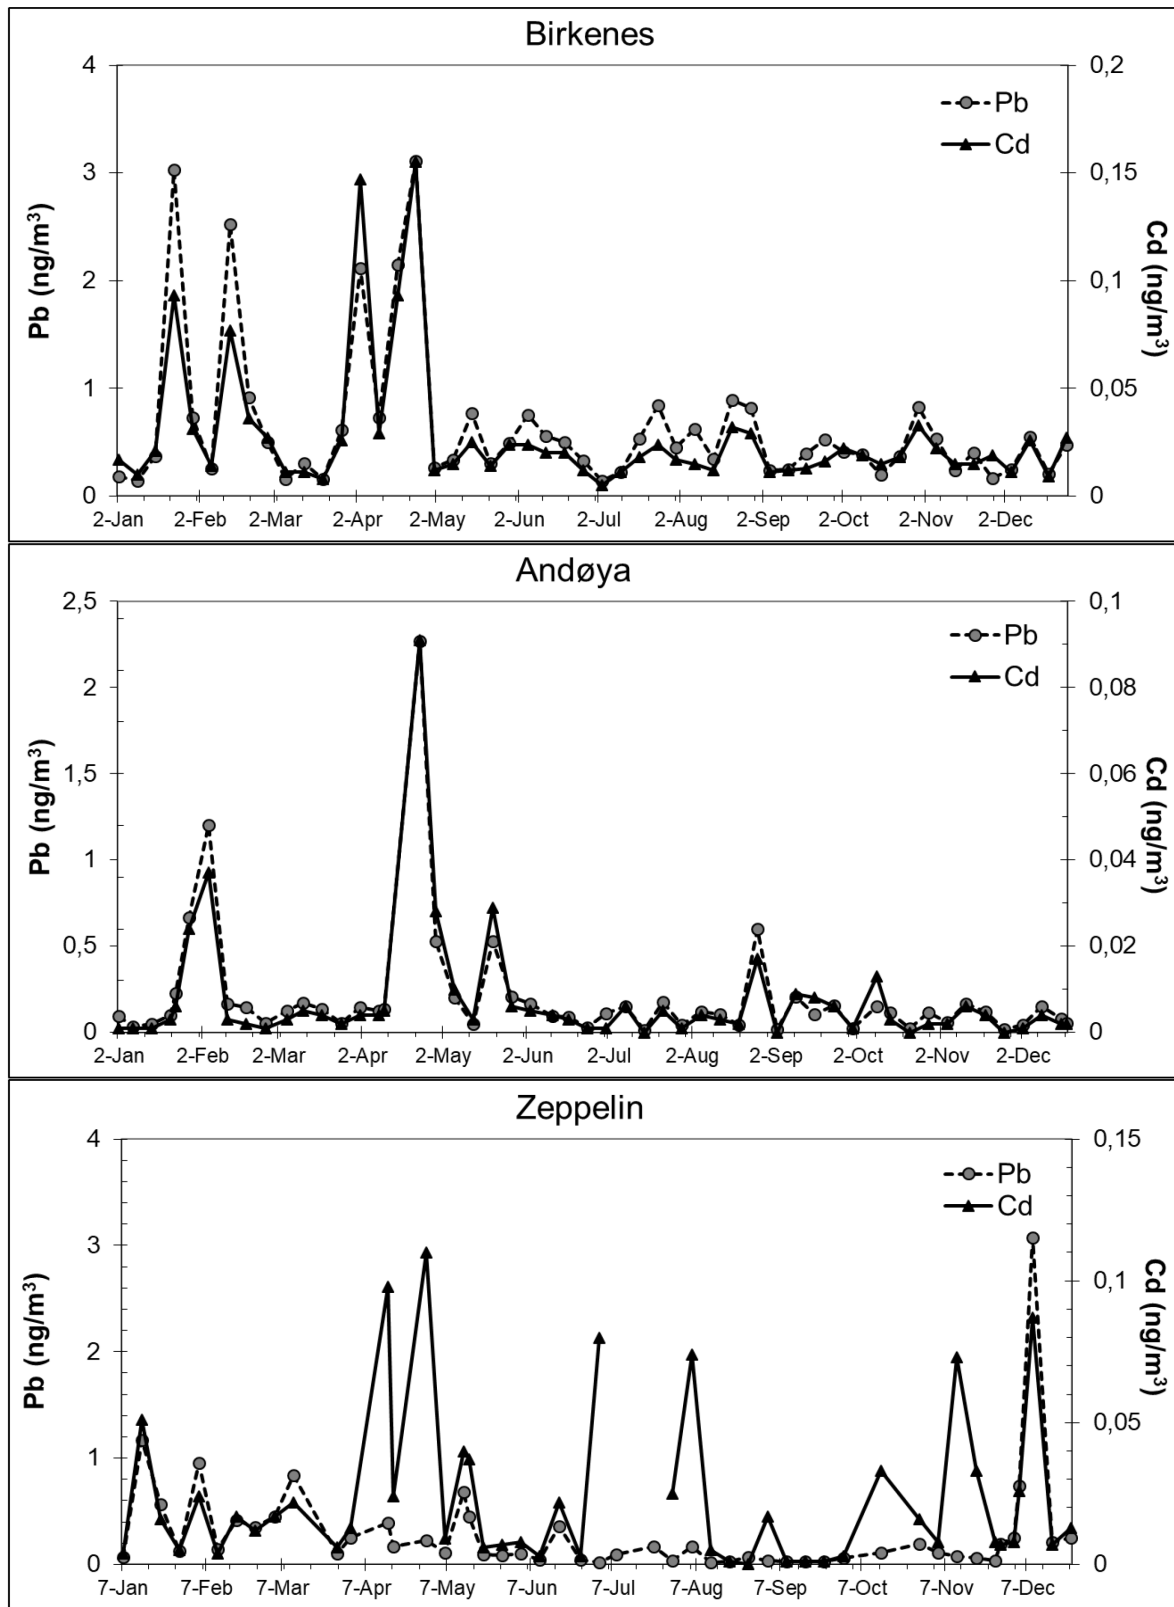 Birkenes
4
3
2
1
0
Pb (ng/m³)
0,2
0,15
0,1
0,05
0
Cd (ng/m³)
Pb
Cd
2-Jan 2-Feb 2-Mar 2-Apr 2-May 2-Jun 2-Jul 2-Aug 2-Sep 2-Oct 2-Nov 2-Dec
Andøya
2,5
2
1,5
1
0,5
0
Pb (ng/m³)
0,1
0,08
0,06
0,04
0,02
0
Cd (ng/m³)
Pb
Cd
2-Jan 2-Feb 2-Mar 2-Apr 2-May 2-Jun 2-Jul 2-Aug 2-Sep 2-Oct 2-Nov 2-Dec
Zeppelin
4
3
2
1
0
Pb (ng/m³)
0,15
0,1
0,05
0
Cd (ng/m³)
Pb
Cd
7-Jan 7-Feb 7-Mar 7-Apr 7-May 7-Jun 7-Jul 7-Aug 7-Sep 7-Oct 7-Nov 7-Dec